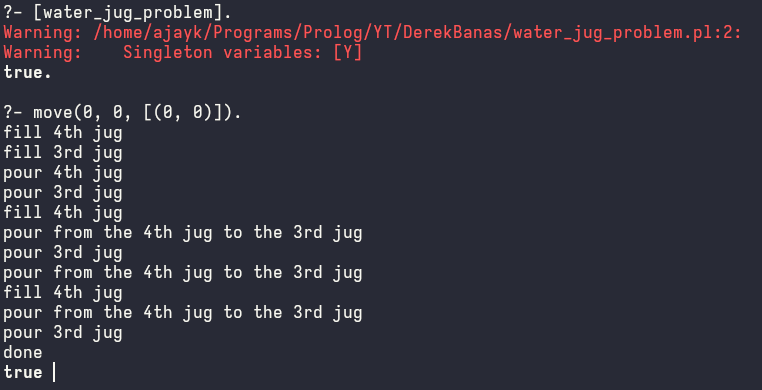 ?- [water_jug_problem].
Warning: /home/ajayk/Programs/Prolog/YT/DerekBanas/water_jug_problem.pl:2:
Warning:    Singleton variables: [Y]
true.
?- move(0, 0, [(0, 0)]).
fill 4th jug
fill 3rd jug
pour 4th jug
pour 3rd jug
fill 4th jug
pour from the 4th jug to the 3rd jug
pour 3rd jug
pour from the 4th jug to the 3rd jug
fill 4th jug
pour from the 4th jug to the 3rd jug
pour 3rd jug
done
true